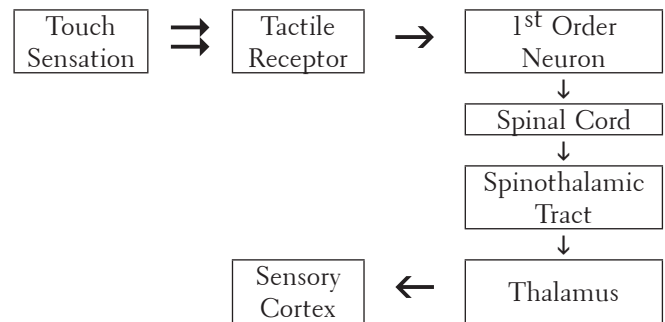 Touch
Sensation
Tactile
Receptor
1st Order
Neuron
Spinal Cord
Spinothalamic
Tract
Thalamus
Sensory
Cortex